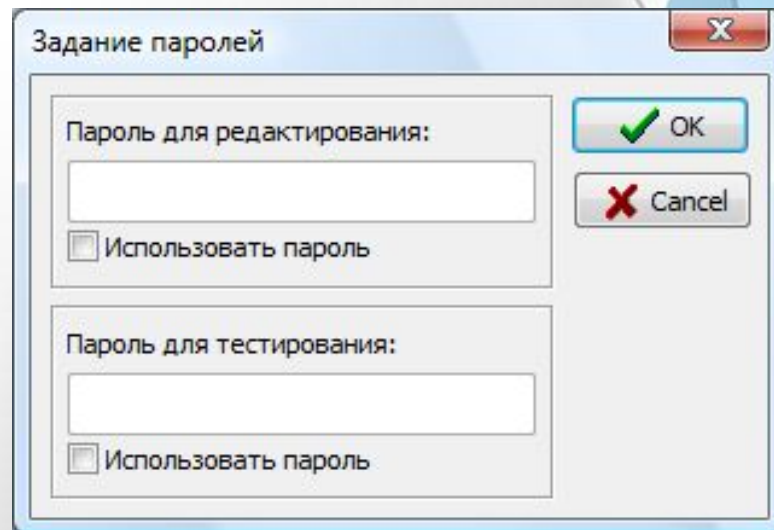 Задание паролей
Пароль для редактирования:
Использовать пароль
OK
Cancel
Пароль для тестирования:
Использовать пароль